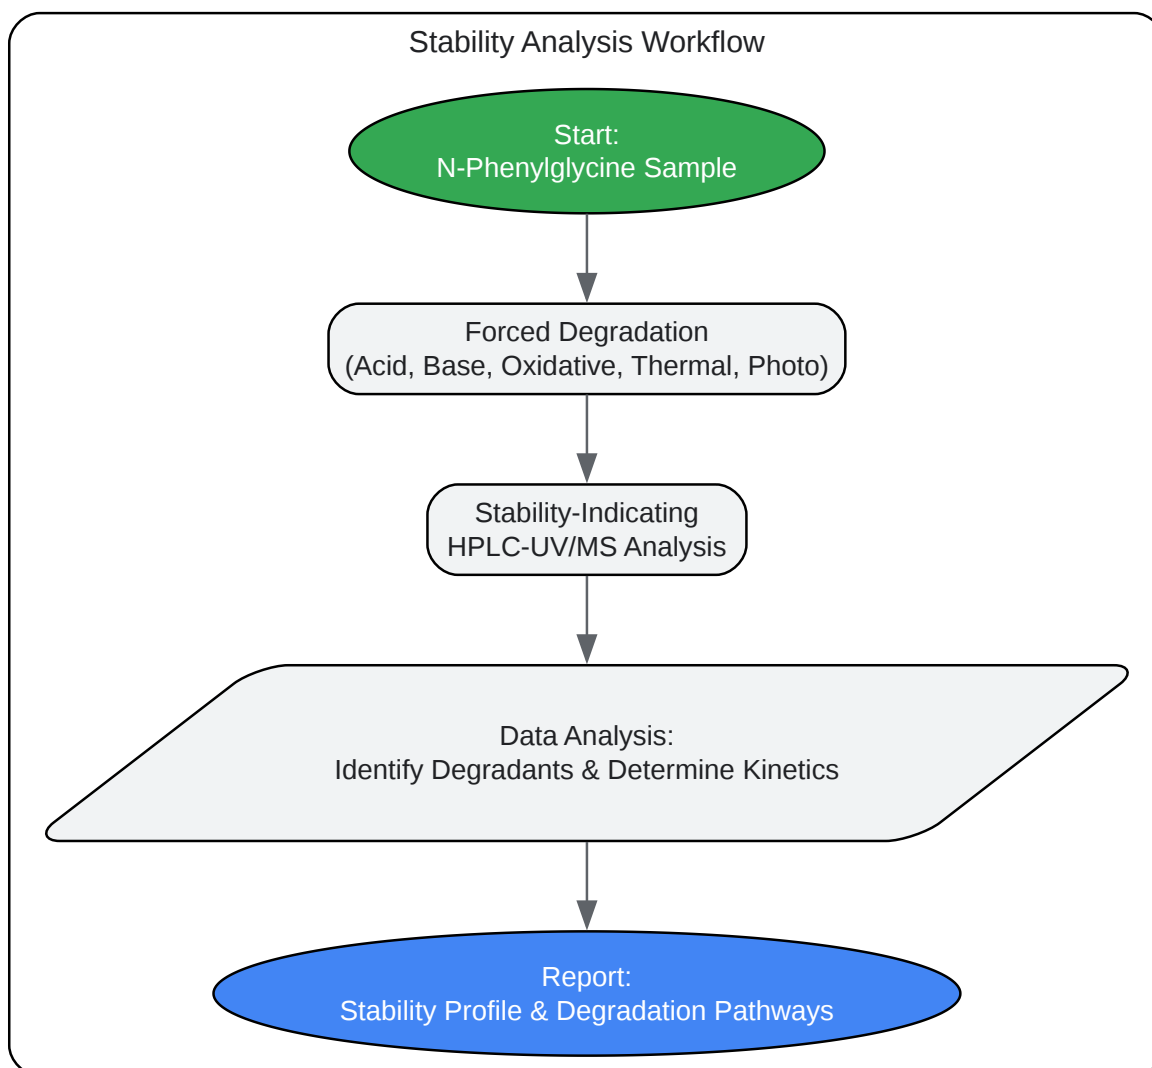 Stability Analysis Workflow
Start:
N-Phenylglycine Sample
Forced Degradation
(Acid, Base, Oxidative, Thermal, Photo)
Stability-Indicating
HPLC-UV/MS Analysis
Data Analysis:
Identify Degradants & Determine Kinetics
Report:
Stability Profile & Degradation Pathways